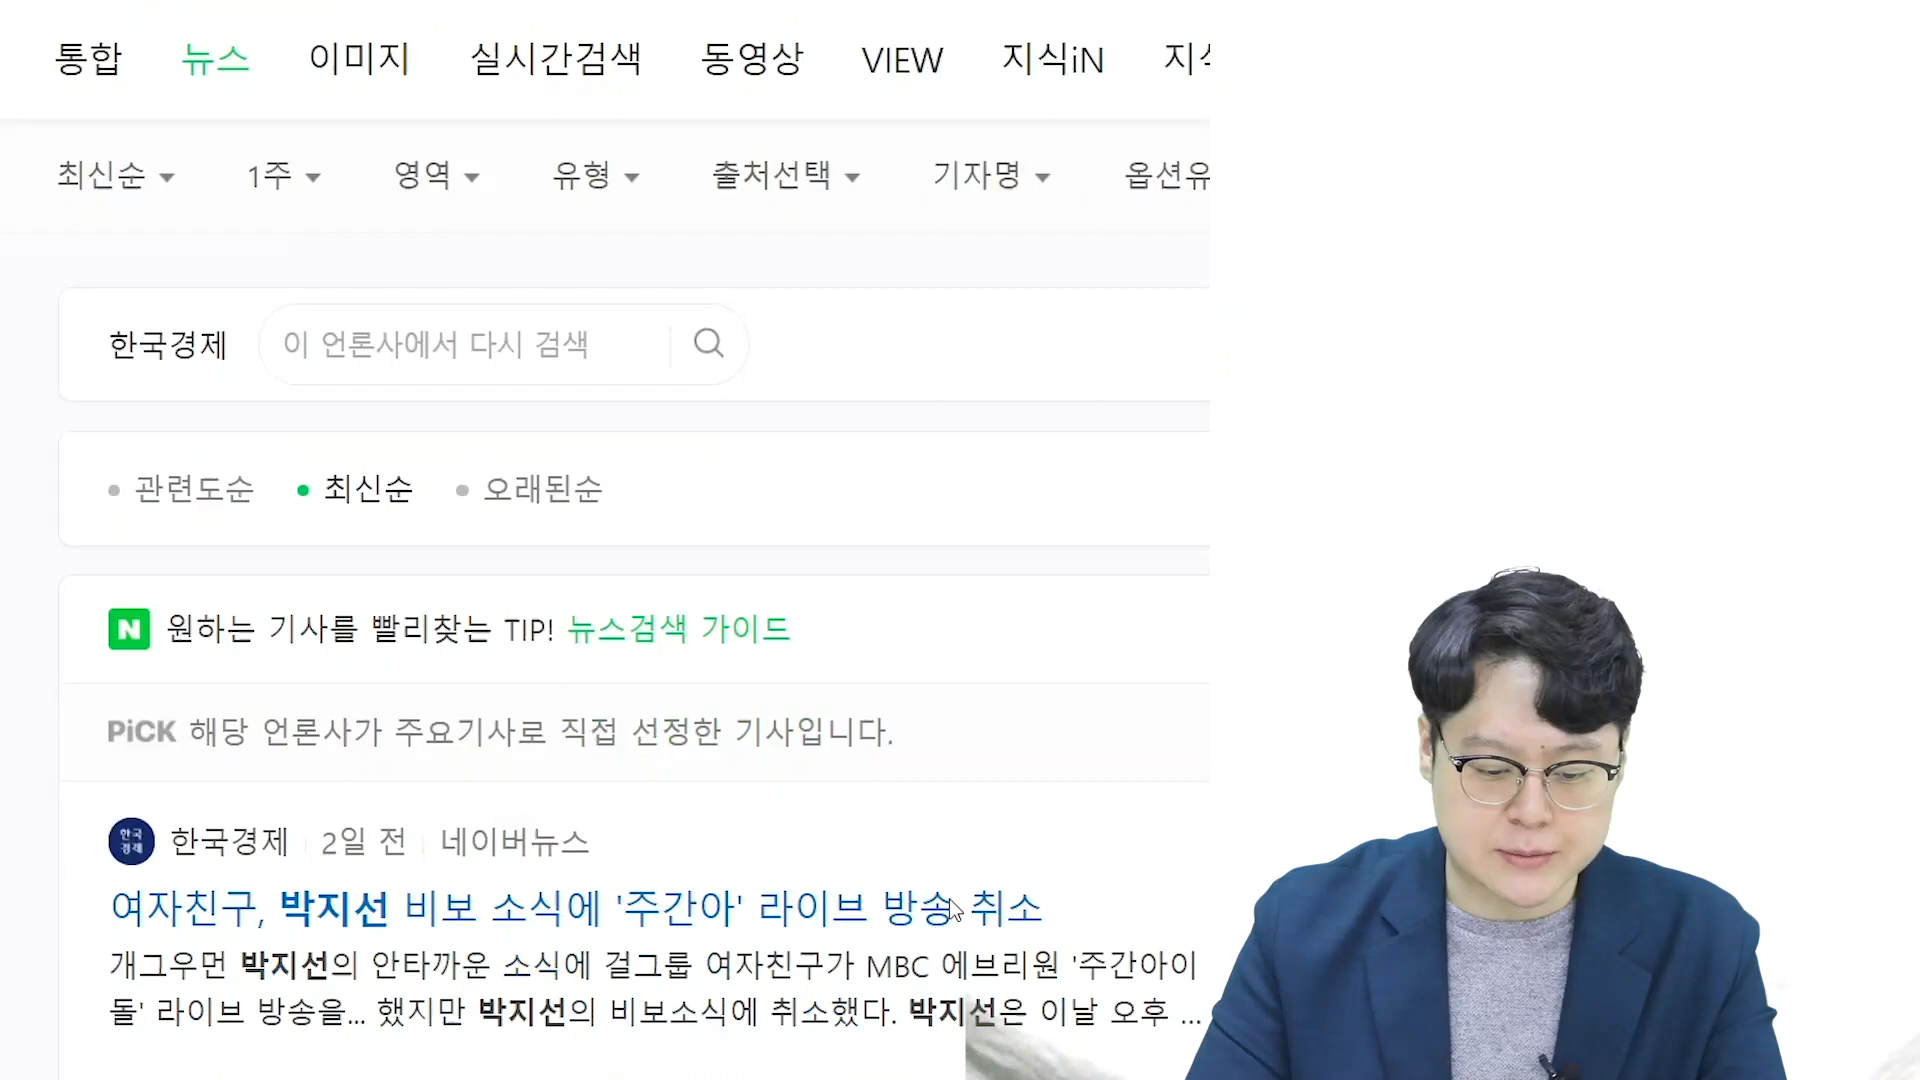 통합 뉴스 이미지 실시간검색 동영상 VIEW 지식iN
최신순 1주 영역 유형 출처선택 기자명 옵션유
한국경제 이 언론사에서 다시 검색
관련도순 최신순 오래된순
N 원하는 기사를 빨리찾는 TIP! 뉴스검색 가이드
PiCK 해당 언론사가 주요기사로 직접 선정한 기사입니다.
한국경제 한국경제 2일 전 네이버뉴스
여자친구, 박지선 비보 소식에 '주간아' 라이브 방송 취소
개그우먼 박지선의 안타까운 소식에 걸그룹 여자친구가 MBC 에브리원 '주간아이
돌' 라이브 방송을... 했지만 박지선의 비보소식에 취소했다. 박지선은 이날 오후 ...